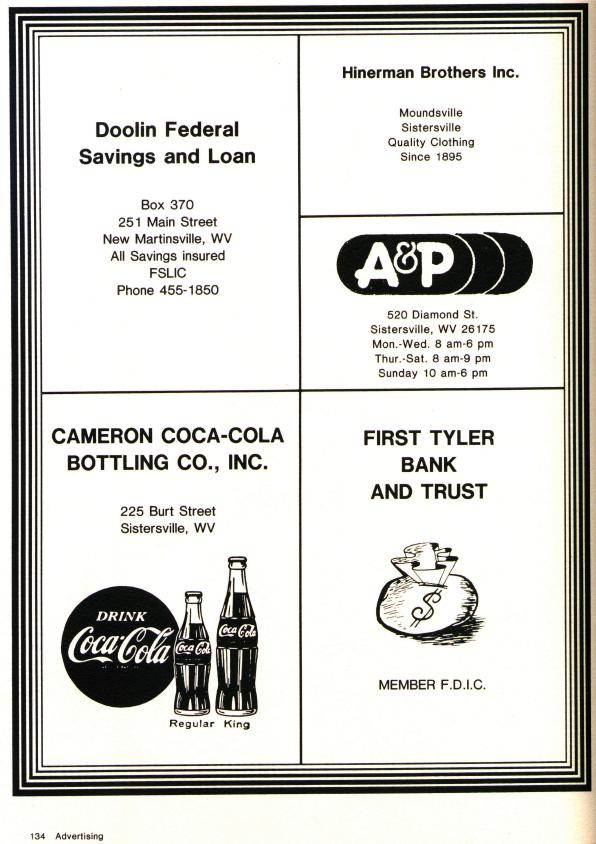 Doolin Federal
Savings and Loan
Box 370
251 Main Street
New Martinsville, WV
All Savings insured
FSLIC
Phone 455-1850
Hinerman Brothers Inc.
Moundsville
Sistersville
Quality Clothing
Since 1895
A&P
520 Diamond St.
Sistersville, WV 26175
Mon.-Wed. 8 am-6 pm
Thur.-Sat. 8 am-9 pm
Sunday 10 am-6 pm
CAMERON COCA-COLA
BOTTLING CO., INC.
225 Burt Street
Sistersville, WV
DRINK
Coca-Cola
Coca-Cola
Coca-Cola
Regular King
FIRST TYLER
BANK
AND TRUST
$
MEMBER F.D.I.C.
134 Advertising